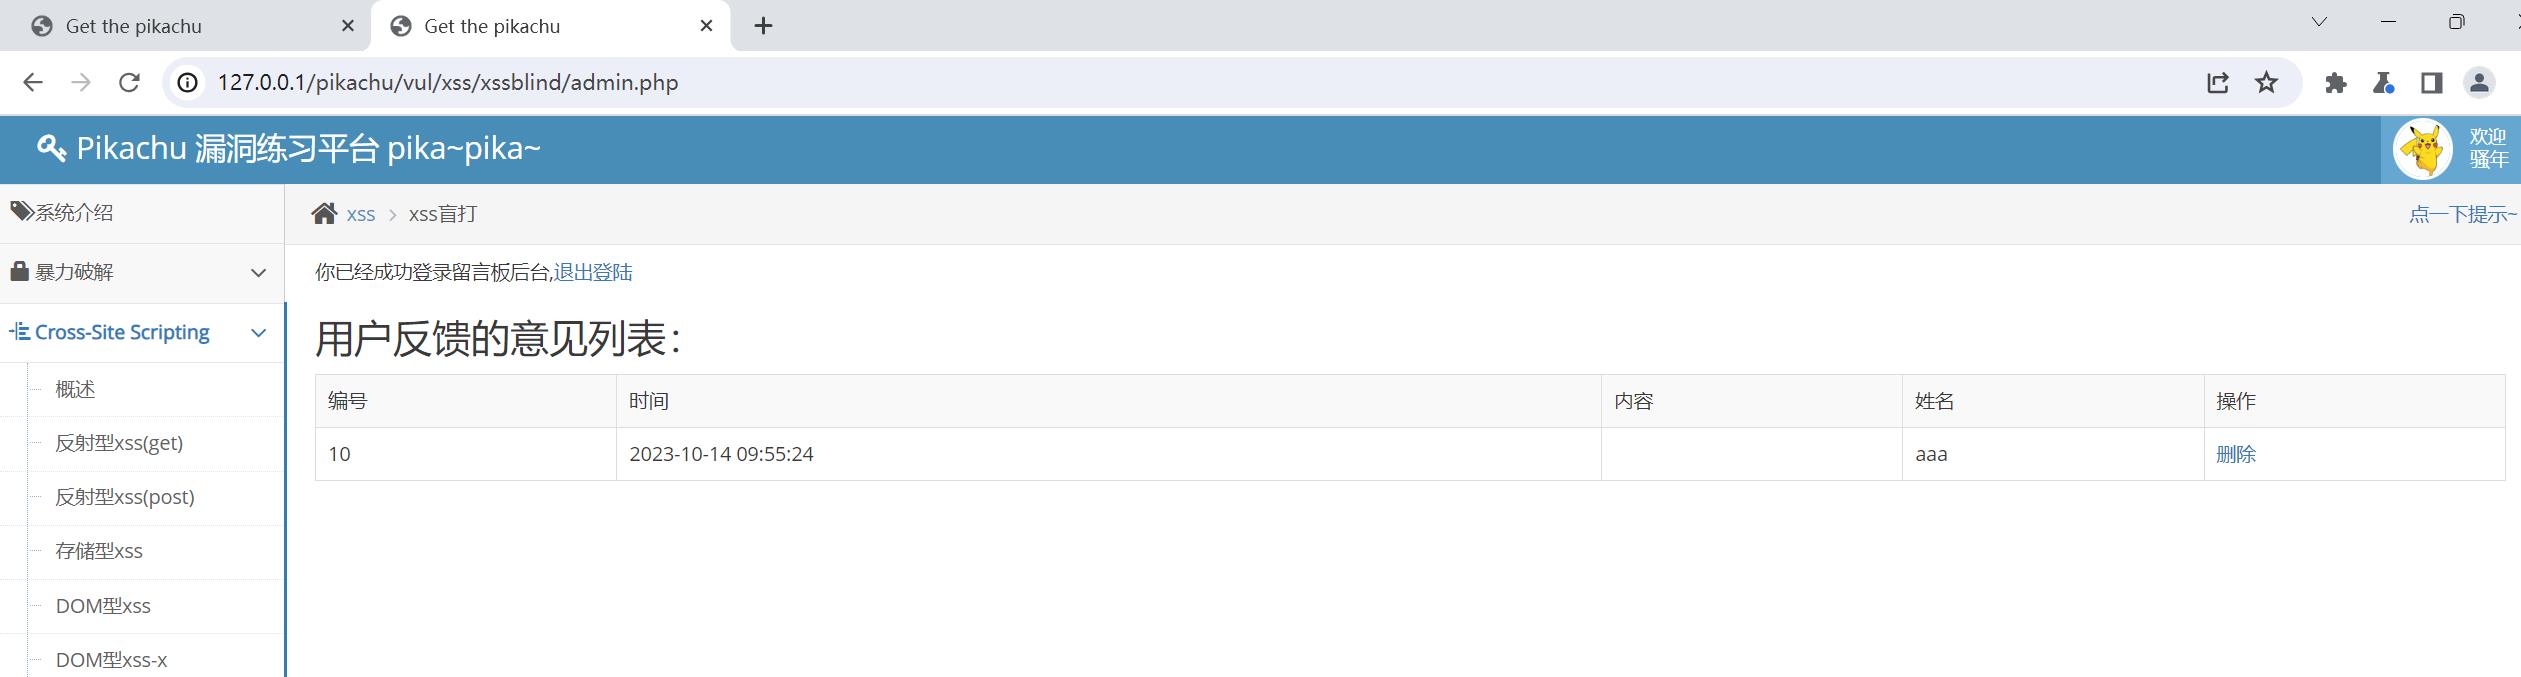 Get the pikachu
Get the pikachu
127.0.0.1/pikachu/vul/xss/xssblind/admin.php
Pikachu 漏洞练习平台 pika~pika~
欢迎
骚年
系统介绍
暴力破解
Cross-Site Scripting
概述
反射型xss(get)
反射型xss(post)
存储型xss
DOM型xss
DOM型xss-x
xss > xss盲打
点一下提示~
你已经成功登录留言板后台,退出登陆
用户反馈的意见列表：
编号 时间 内容 姓名 操作
10 2023-10-14 09:55:24 aaa 删除